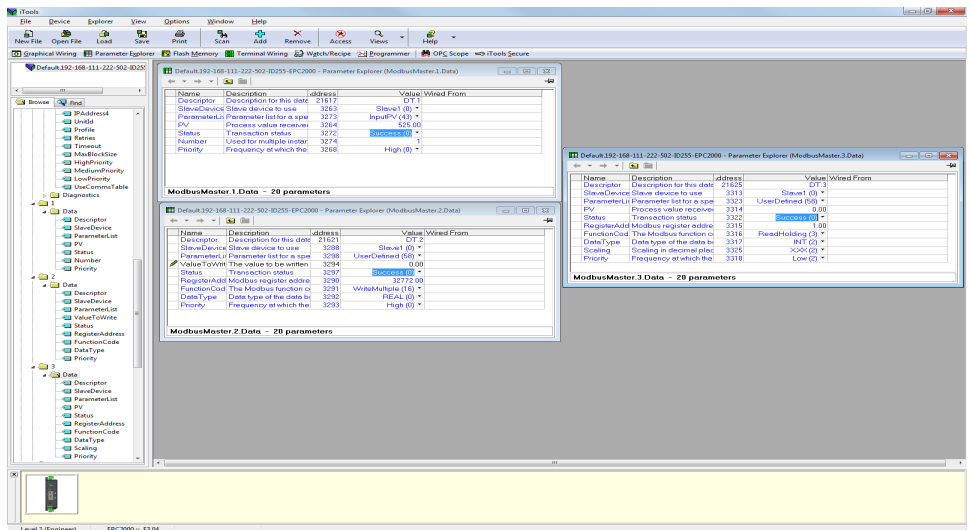 iTools
File Device Explorer View Options Window Help
New File Open File Load Save Print Scan Add Remove Access Views Help
Graphical Wiring Parameter Explorer Flash Memory Terminal Wiring Watch/Recipe Programmer OPC Scope iTools Secure
Default.192-168-111-222-502-ID255
Browse Find
IPAddress4
UnitId
Profile
Retries
Timeout
MaxBlockSize
HighPriority
MediumPriority
LowPriority
UseCommsTable
Diagnostics
1
Data
Descriptor
SlaveDevice
ParameterList
PV
Status
Number
Priority
2
Data
Descriptor
SlaveDevice
ParameterList
ValueToWrite
Status
RegisterAddress
FunctionCode
DataType
Priority
3
Data
Descriptor
SlaveDevice
ParameterList
PV
Status
RegisterAddress
FunctionCode
DataType
Scaling
Priority
Default.192-168-111-222-502-ID255-EPC2000 - Parameter Explorer (ModbusMaster.1.Data)
Name Description ddress Value Wired From
Descriptor Description for this data 21617 DT.1
SlaveDevice Slave device to use 3263 Slave1 (0)
ParameterLis Parameter list for a spe 3273 InputPV (43)
PV Process value receive 3264 525.00
Status Transaction status 3272 Success (0)
Number Used for multiple instar 3274 1
Priority Frequency at which the 3268 High (0)
ModbusMaster.1.Data - 20 parameters
Default.192-168-111-222-502-ID255-EPC2000 - Parameter Explorer (ModbusMaster.2.Data)
Name Description ddress Value Wired From
Descriptor Description for this data 21621 DT.2
SlaveDevice Slave device to use 3288 Slave1 (0)
ParameterLis Parameter list for a spe 3298 UserDefined (58)
ValueToWrit The value to be written 3294 0.00
Status Transaction status 3297 Success (0)
RegisterAdd Modbus register addre 3290 32772.00
FunctionCod The Modbus function c 3291 WriteMultiple (16)
DataType Data type of the data b 3292 REAL (0)
Priority Frequency at which the 3293 High (0)
ModbusMaster.2.Data - 20 parameters
Default.192-168-111-222-502-ID255-EPC2000 - Parameter Explorer (ModbusMaster.3.Data)
Name Description ddress Value Wired From
Descriptor Description for this data 21625 DT.3
SlaveDevice Slave device to use 3313 Slave1 (0)
ParameterLis Parameter list for a spe 3323 UserDefined (58)
PV Process value receive 3314 0.00
Status Transaction status 3322 Success (0)
RegisterAdd Modbus register addre 3315 1.00
FunctionCod The Modbus function c 3316 ReadHolding (3)
DataType Data type of the data b 3317 INT (2)
Scaling Scaling in decimal plac 3325 X.XX (2)
Priority Frequency at which the 3318 Low (2)
ModbusMaster.3.Data - 20 parameters
Level 2 (Engineer) EPC2000 v. E3.04